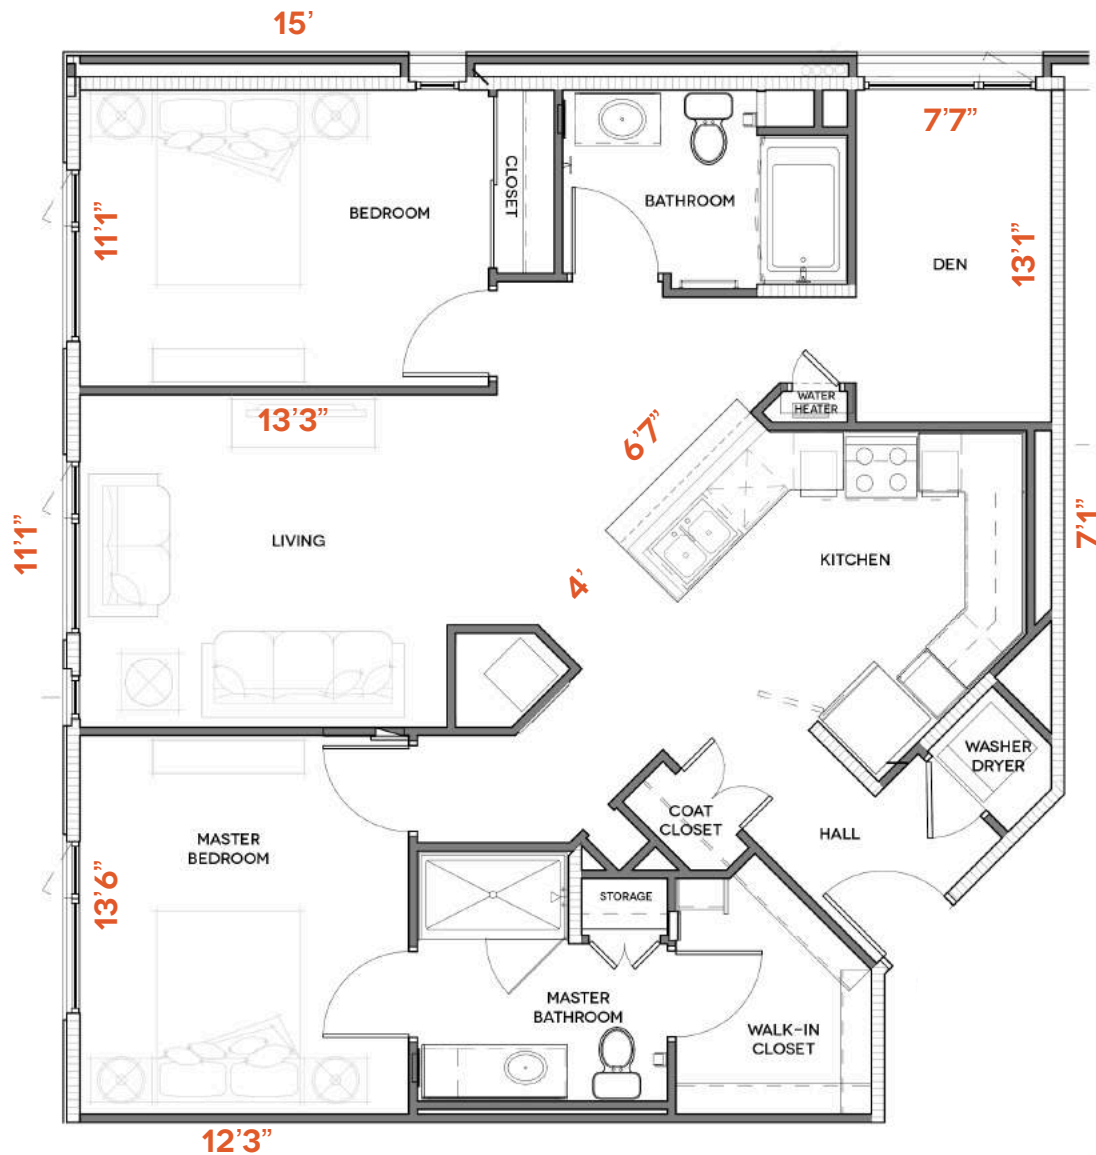 15'
7'7"
CLOSET
BATHROOM
BEDROOM
11'1"
13'1"
DEN
WATER
HEATER
13'3"
6'7"
11'1"
LIVING
KITCHEN
7'1"
4'
WASHER
DRYER
COAT
CLOSET
HALL
MASTER
BEDROOM
13'6"
STORAGE
MASTER
BATHROOM
WALK-IN
CLOSET
12'3"